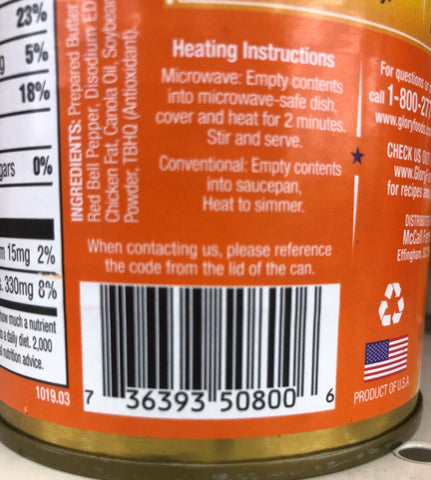 23%
5%
18%
0%
15mg 2%
330mg 8%
how much a nutrient
a daily diet. 2,000
nutrition advice.
1019.03
INGREDIENTS: Prepared Butter
Red Bell Pepper, Disodium ED
Chicken Fat, Canola Oil, Soybean
Powder, TBHQ (Antioxidant).
Heating Instructions
Microwave: Empty contents
into microwave-safe dish,
cover and heat for 2 minutes.
Stir and serve.
Conventional: Empty contents
into saucepan,
Heat to simmer.
When contacting us, please reference
the code from the lid of the can.
7 36393 50800 6
For questions or
call 1-800-27
www.gloryfoods.co
CHECK US OUT
www.Glory
for recipes and
DISTRIBUTED
McCall Farm
Effingham, SC
PRODUCT OF U.S.A.